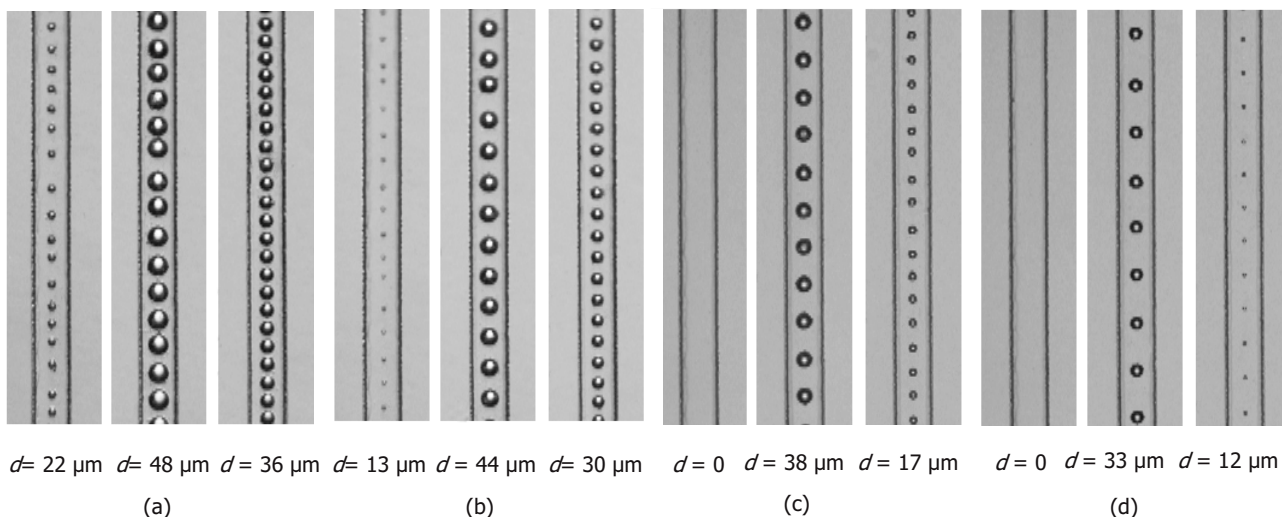 d= 22 µm d= 48 µm d = 36 µm d= 13 µm d = 44 µm d = 30 µm d = 0 d = 38 µm d = 17 µm d = 0 d = 33 µm d = 12 µm
(a) (b) (c) (d)